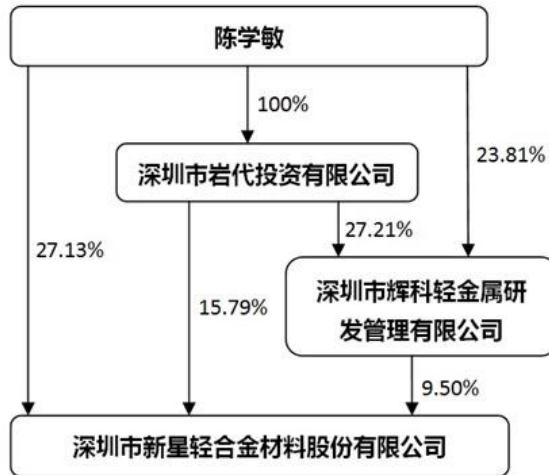 陈学敏
100%
深圳市岩代投资有限公司
23.81%
27.21%
27.13%
深圳市辉科轻金属研
发管理有限公司
15.79%
9.50%
深圳市新星轻合金材料股份有限公司